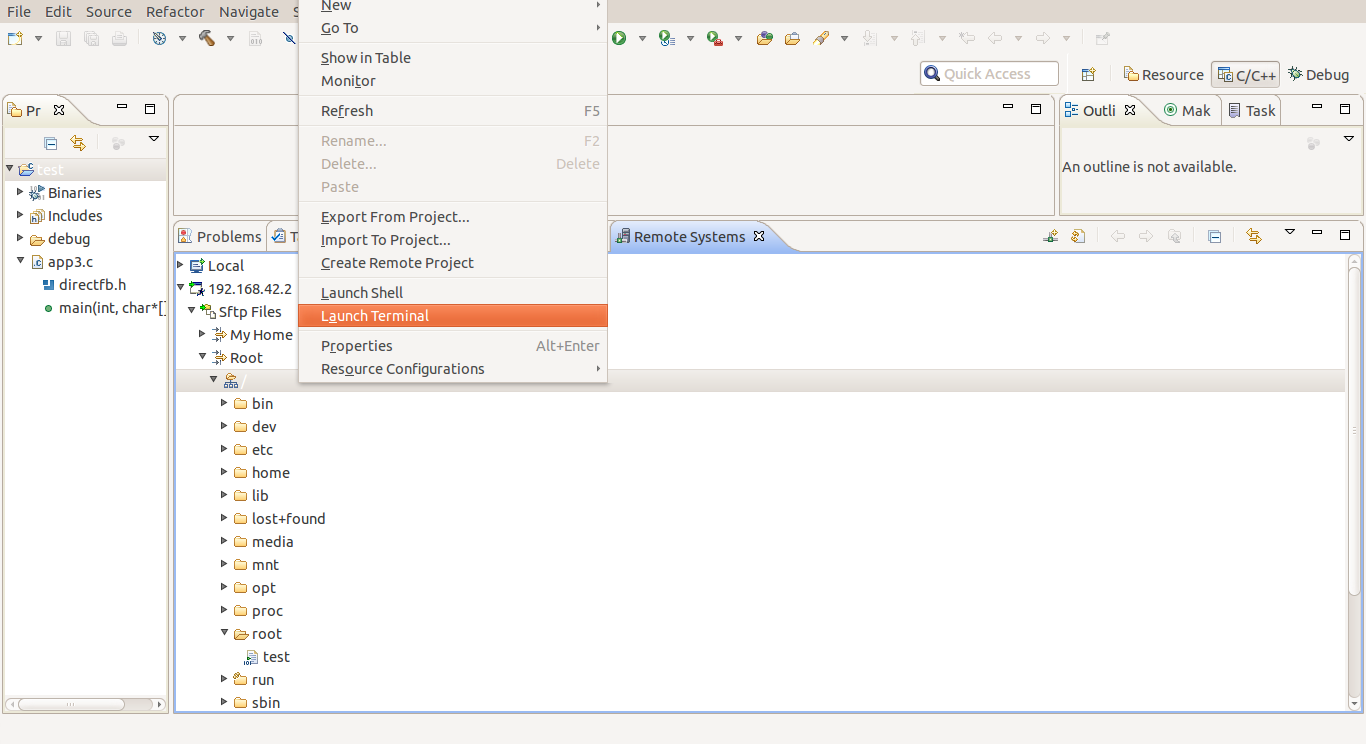 File Edit Source Refactor Navigate S
New
Go To
Show in Table
Monitor
Refresh F5
Rename... F2
Delete... Delete
Paste
Export From Project...
Import To Project...
Create Remote Project
Launch Shell
Launch Terminal
Properties Alt+Enter
Resource Configurations
Quick Access
Resource C/C++ Debug
Pr
test
Binaries
Includes
debug
app3.c
directfb.h
main(int, char*[]
Outli Mak Task
An outline is not available.
Problems Ta Remote Systems
Local
192.168.42.2
Sftp Files
My Home
Root
/
bin
dev
etc
home
lib
lost+found
media
mnt
opt
proc
root
test
run
sbin